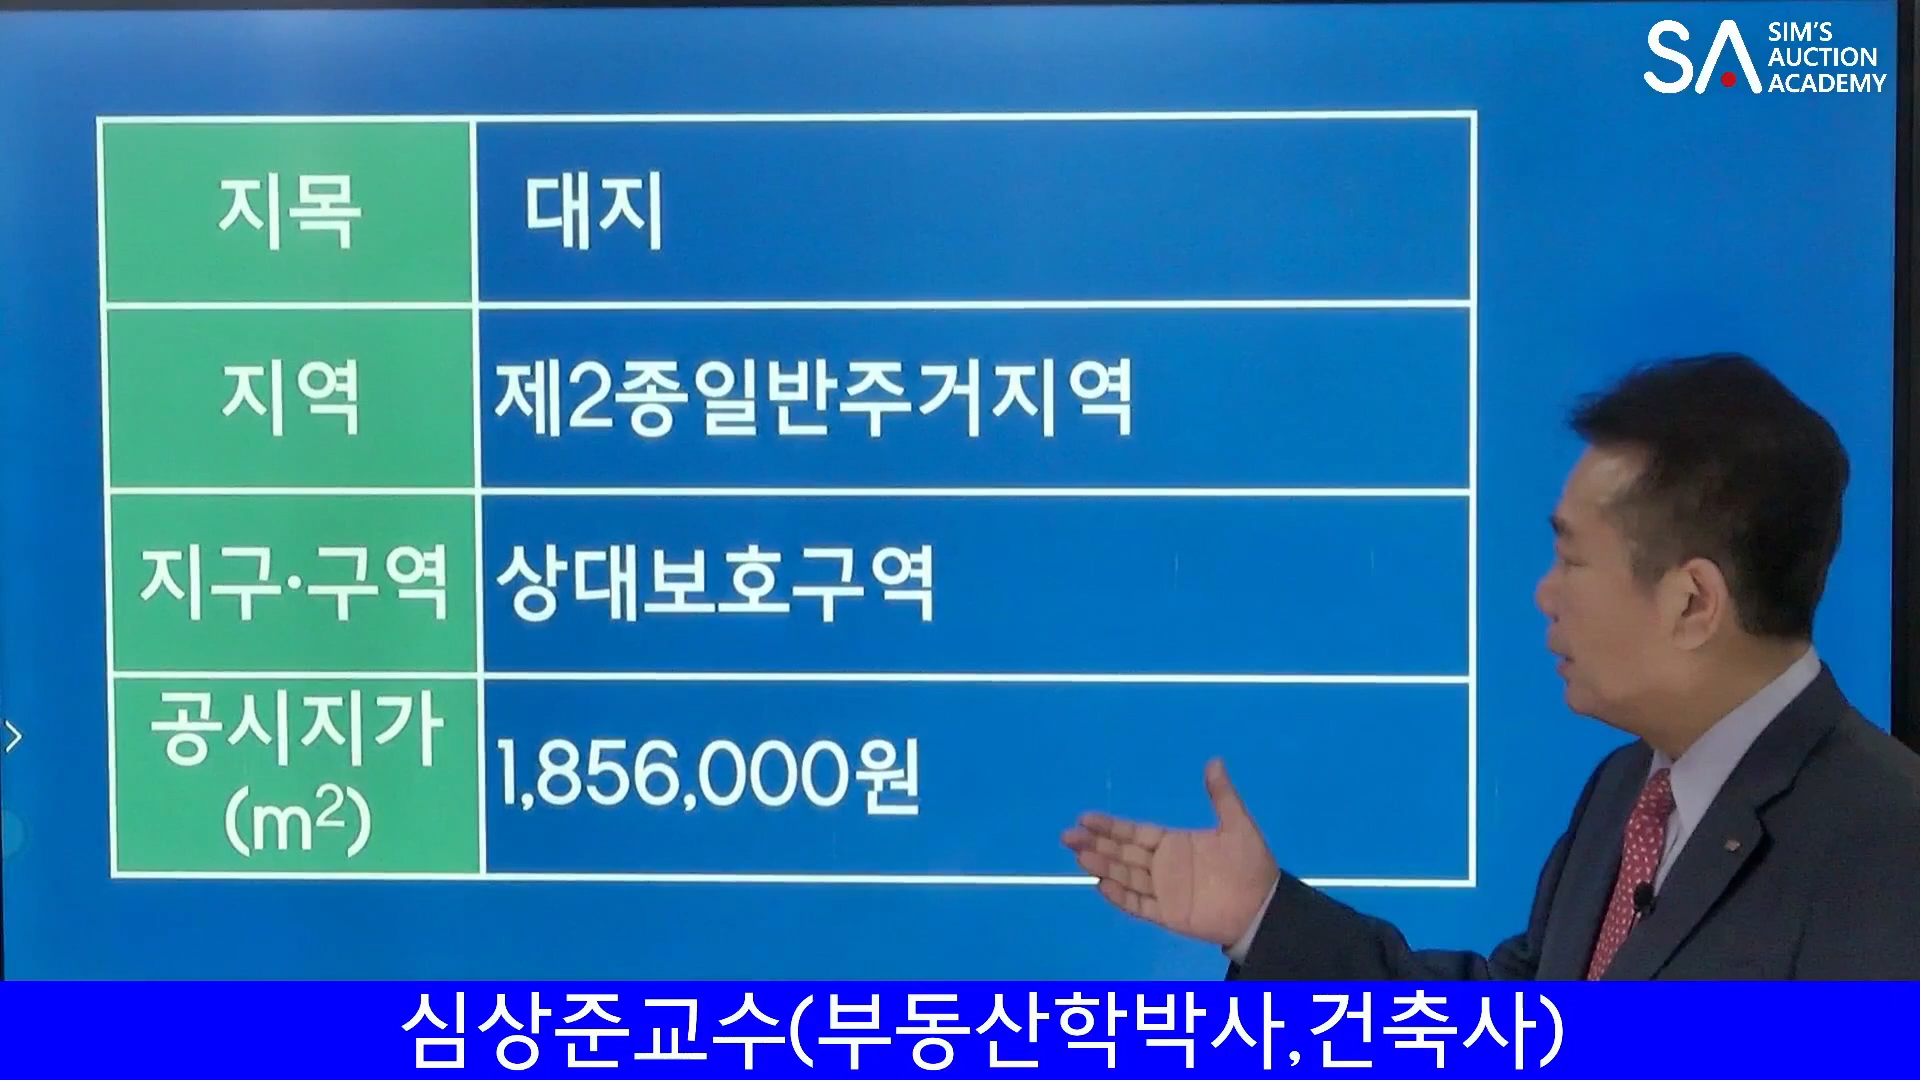 SA
SIM'S
AUCTION
ACADEMY
지목 대지
지역 제2종일반주거지역
지구·구역 상대보호구역
공시지가
(m²) 1,856,000원
심상준교수(부동산학박사,건축사)